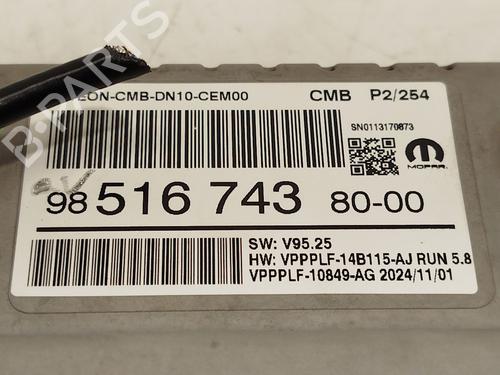 EON-CMB-DN10-CEM00 CMB P2/254
SN0113170873
MOPAR
98 516 743 80-00
SW: V95.25
HW: VPPPLF-14B115-AJ RUN 5.8
VPPPLF-10849-AG 2024/11/01
B-PARTS